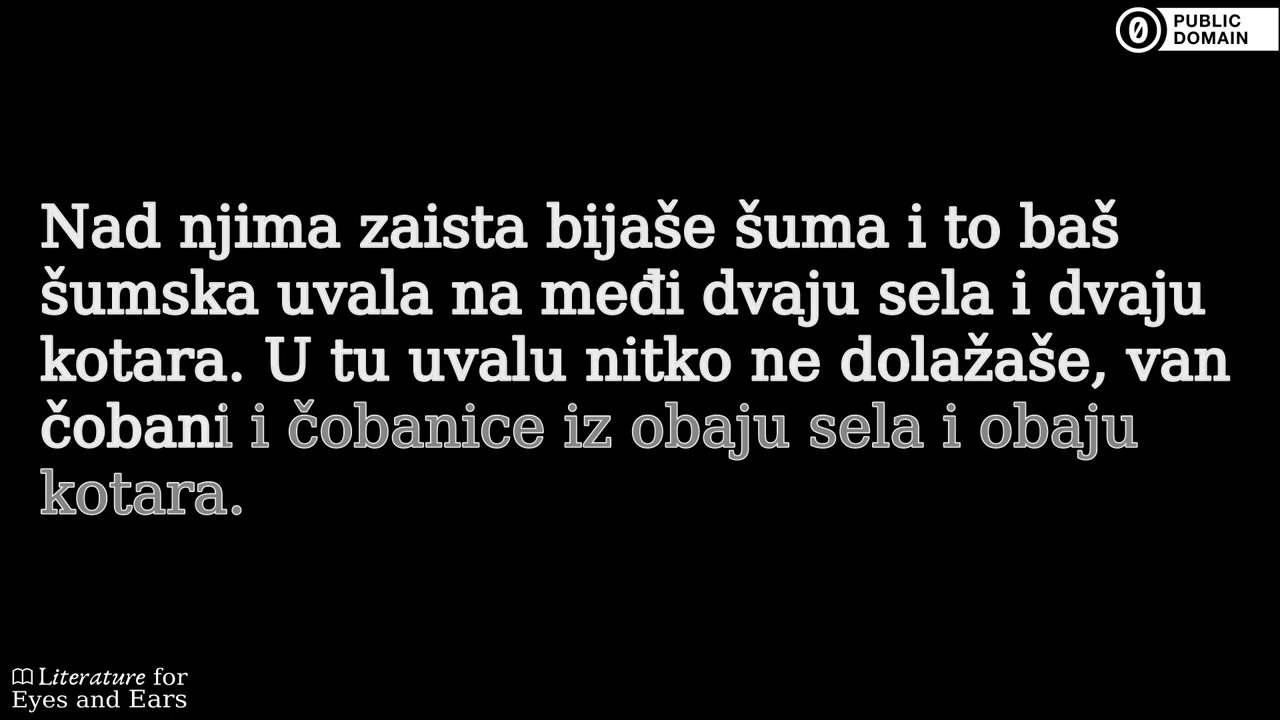 PUBLIC
DOMAIN
Nad njima zaista bijaše šuma i to baš
šumska uvala na međi dvaju sela i dvaju
kotara. U tu uvalu nitko ne dolažaše, van
čobani i čobanice iz obaju sela i obaju
kotara.
Literature for
Eyes and Ears